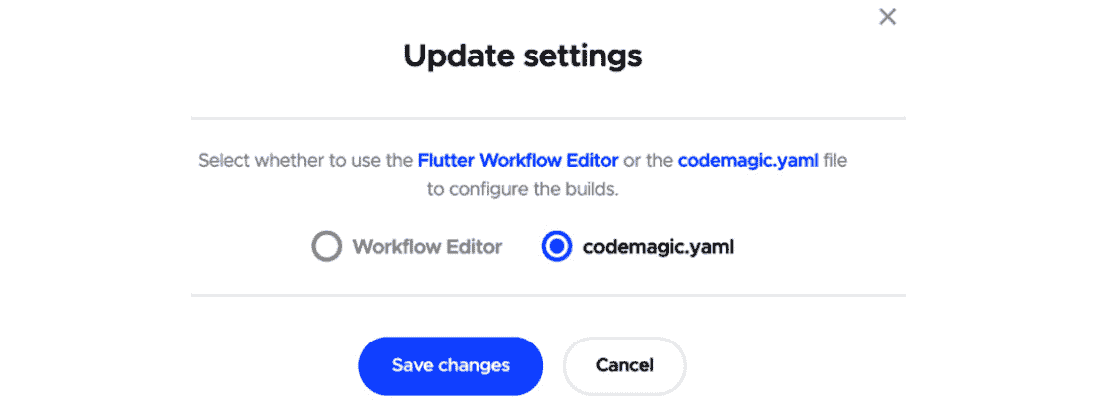 Update settings
Select whether to use the Flutter Workflow Editor or the codemagic.yaml file
to configure the builds.
Workflow Editor codemagic.yaml
Save changes Cancel